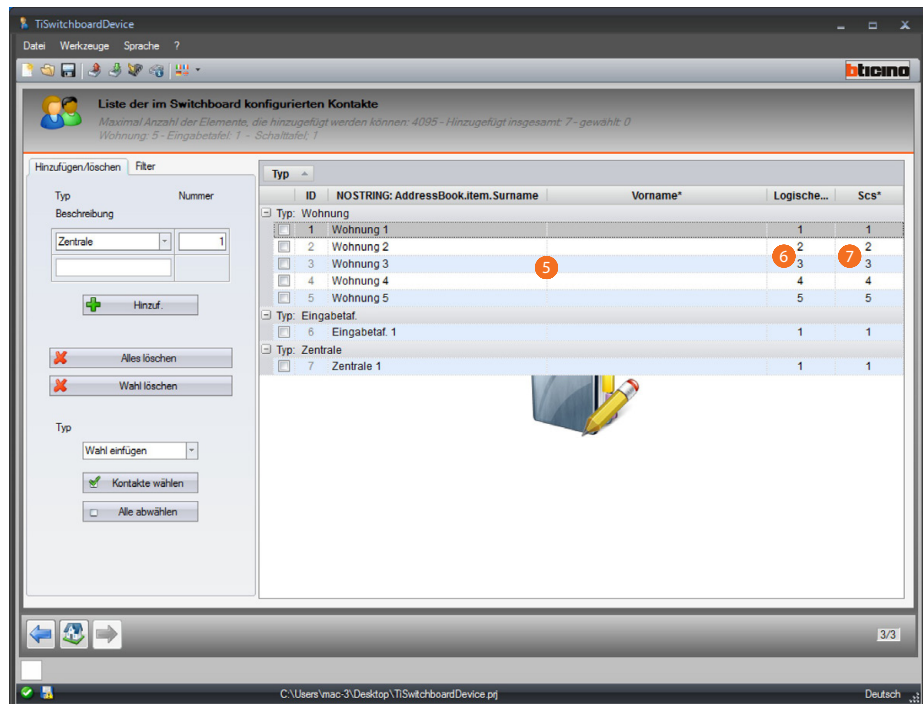 TiSwitchboardDevice
Datei Werkzeuge Sprache ?
bticino
Liste der im Switchboard konfigurierten Kontakte
Maximal Anzahl der Elemente, die hinzugefügt werden können: 4095 - Hinzugefügt insgesamt: 7 - gewählt: 0
Wohnung: 5 - Eingabetafel: 1 - Schalttafel: 1
Hinzufügen/löschen Filter
Typ Nummer
Beschreibung
Zentrale 1
Hinzuf.
Alles löschen
Wahl löschen
Typ
Wahl einfügen
Kontakte wählen
Alle abwählen
Typ
ID NOSTRING: AddressBook.item.Surname Vorname* Logische... Scs*
Typ: Wohnung
1 Wohnung 1 1 1
2 Wohnung 2 2 2
3 Wohnung 3 3 3
4 Wohnung 4 4 4
5 Wohnung 5 5 5
5 6 7
Typ: Eingabetaf.
6 Eingabetaf. 1 1 1
Typ: Zentrale
7 Zentrale 1 1 1
3/3
C:\Users\mac-3\Desktop\TiSwitchboardDevice.prj Deutsch